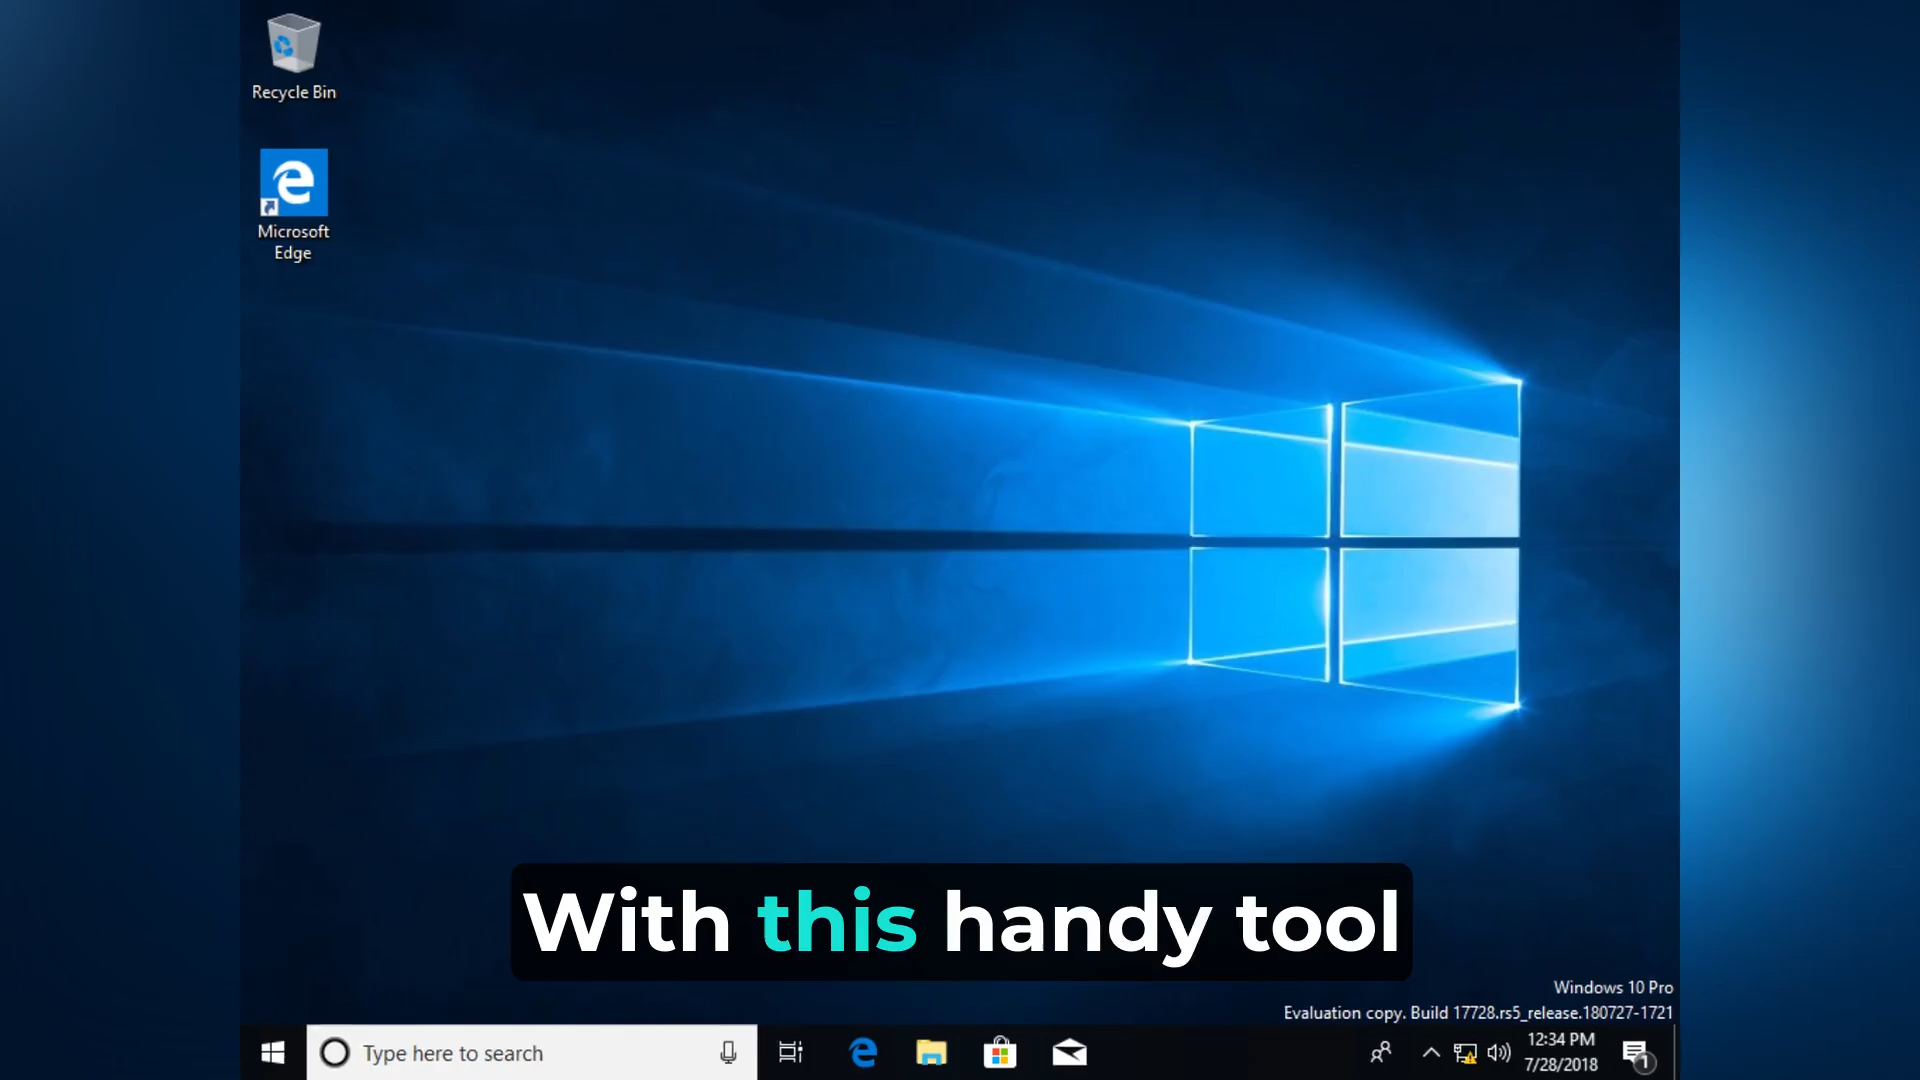 Recycle Bin
Microsoft
Edge
With this handy tool
Windows 10 Pro
Evaluation copy. Build 17728.rs5_release.180727-1721
Type here to search
12:34 PM
7/28/2018
1